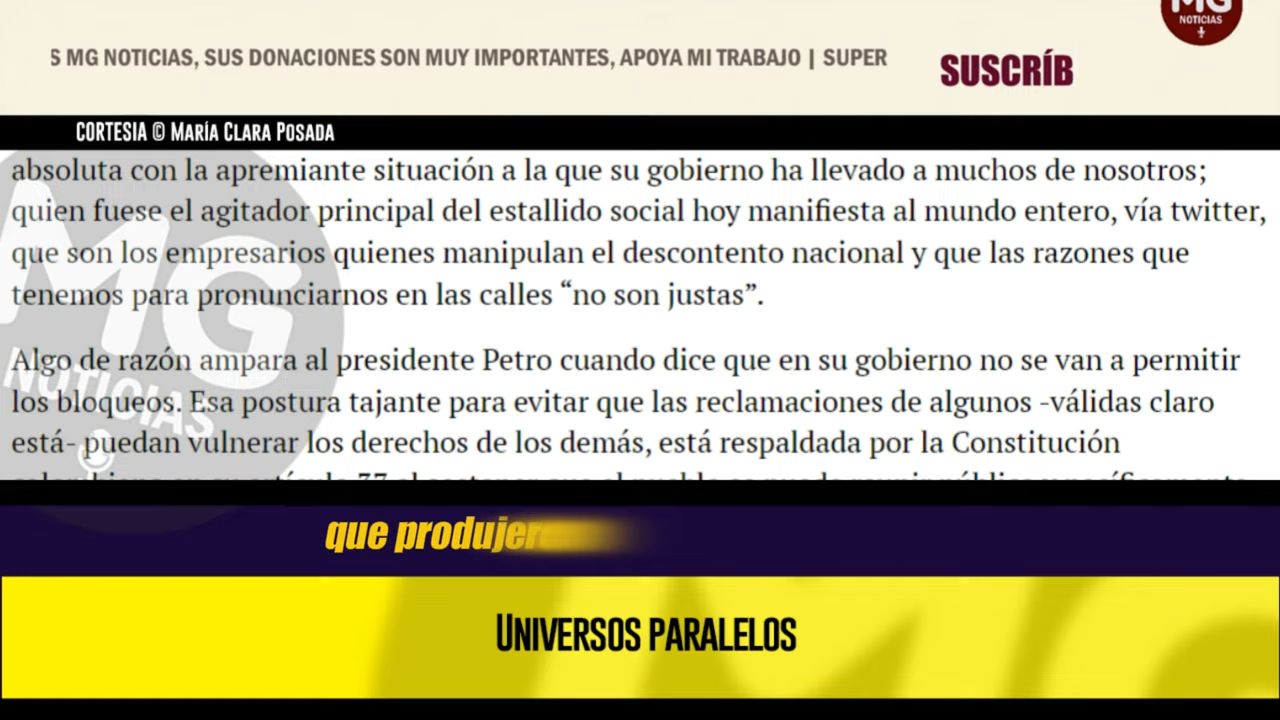 MG
NOTICIAS
S MG NOTICIAS, SUS DONACIONES SON MUY IMPORTANTES, APOYA MI TRABAJO | SUPER
SUSCRÍB
CORTESIA © MARÍA CLARA POSADA
absoluta con la apremiante situación a la que su gobierno ha llevado a muchos de nosotros;
quien fuese el agitador principal del estallido social hoy manifiesta al mundo entero, vía twitter,
que son los empresarios quienes manipulan el descontento nacional y que las razones que
tenemos para pronunciarnos en las calles “no son justas”.
Algo de razón ampara al presidente Petro cuando dice que en su gobierno no se van a permitir
los bloqueos. Esa postura tajante para evitar que las reclamaciones de algunos -válidas claro
está- puedan vulnerar los derechos de los demás, está respaldada por la Constitución
MG
NOTICIAS
que produjer
UNIVERSOS PARALELOS